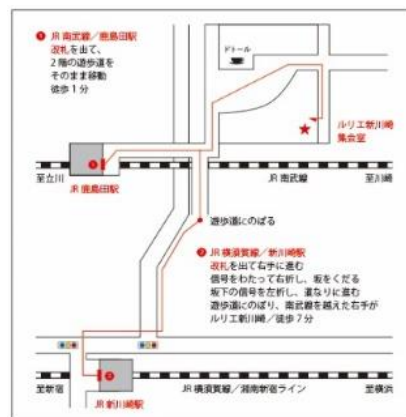 ❶ JR 南武線／鹿島田駅
改札を出て、
2 階の遊歩道を
そのまま移動
徒歩 1 分
ドトール
ルリエ新川崎
集会室
❶
至立川
JR 鹿島田駅
JR 南武線
至川崎
遊歩道にのぼる
❷ JR 横須賀線／新川崎駅
改札を出て右手に進む
信号をわたって右折し、坂をくだる
坂下の信号を左折し、道なりに進む
遊歩道にのぼり、南武線を越えた右手が
ルリエ新川崎／徒歩 7 分
❷
至新宿
JR 新川崎駅
JR 横須賀線／湘南新宿ライン
至横浜